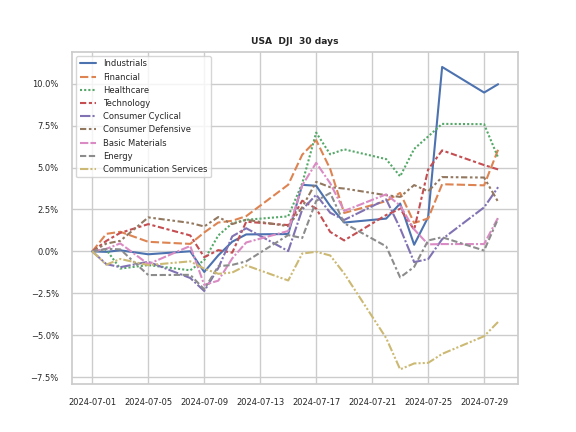 USA DJI 30 days
Industrials
Financial
Healthcare
Technology
Consumer Cyclical
Consumer Defensive
Basic Materials
Energy
Communication Services
10.0%
7.5%
5.0%
2.5%
0.0%
−2.5%
−5.0%
−7.5%
2024-07-01 2024-07-05 2024-07-09 2024-07-13 2024-07-17 2024-07-21 2024-07-25 2024-07-29